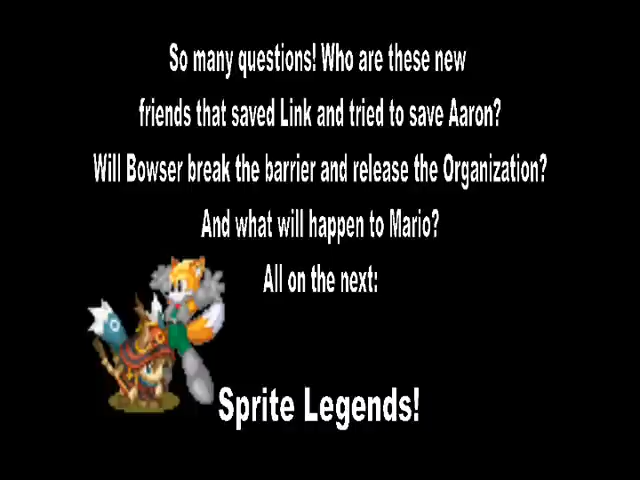 So many questions! Who are these new
friends that saved Link and tried to save Aaron?
Will Bowser break the barrier and release the Organization?
And what will happen to Mario?
All on the next:
Sprite Legends!